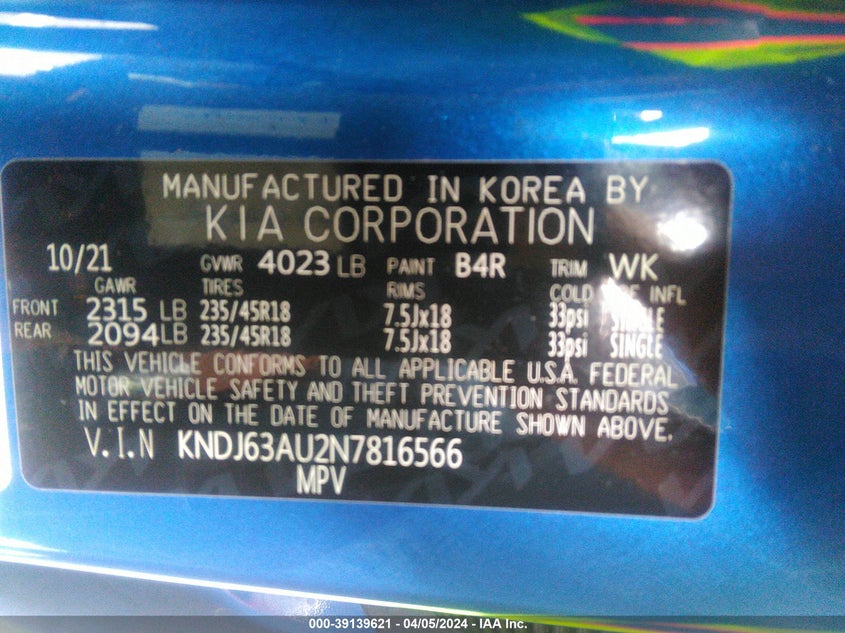 MANUFACTURED IN KOREA BY
KIA CORPORATION
10/21 GVWR 4023 LB PAINT B4R TRIM WK
GAWR TIRES RIMS COLD INFL
FRONT 2315 LB 235/45R18 7.5Jx18 33psi
REAR 2094 LB 235/45R18 7.5Jx18 33psi SINGLE
THIS VEHICLE CONFORMS TO ALL APPLICABLE U.S.A. FEDERAL
MOTOR VEHICLE SAFETY AND THEFT PREVENTION STANDARDS
IN EFFECT ON THE DATE OF MANUFACTURE SHOWN ABOVE.
V.I.N KNDJ63AU2N7816566
MPV
000-39139621 - 04/05/2024 - IAA Inc.